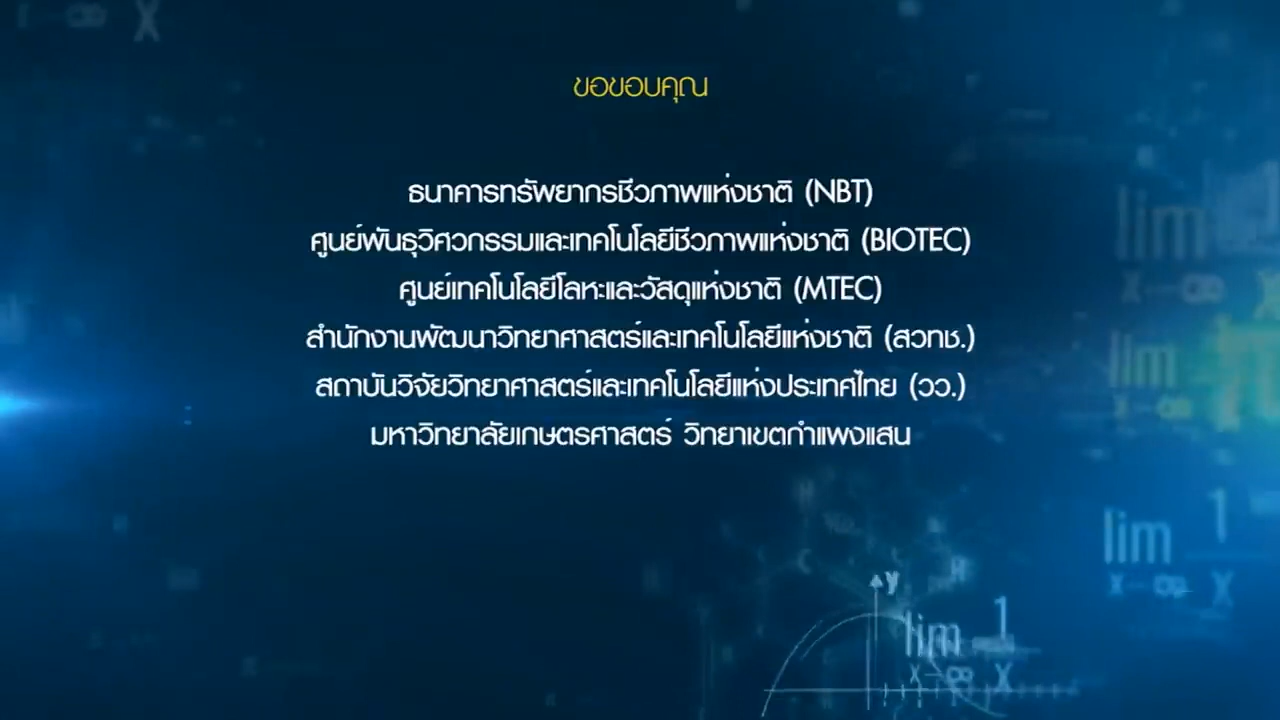 ขอขอบคุณ
ธนาคารทรัพยากรชีวภาพแห่งชาติ (NBT)
ศูนย์พันธุวิศวกรรมและเทคโนโลยีชีวภาพแห่งชาติ (BIOTEC)
ศูนย์เทคโนโลยีโลหะและวัสดุแห่งชาติ (MTEC)
สำนักงานพัฒนาวิทยาศาสตร์และเทคโนโลยีแห่งชาติ (สวทช.)
สถาบันวิจัยวิทยาศาสตร์และเทคโนโลยีแห่งประเทศไทย (วว.)
มหาวิทยาลัยเกษตรศาสตร์ วิทยาเขตกำแพงแสน
lim
x→∞
lim
x→∞
lim 1
x→∞ x
y
lim 1
x→∞ x